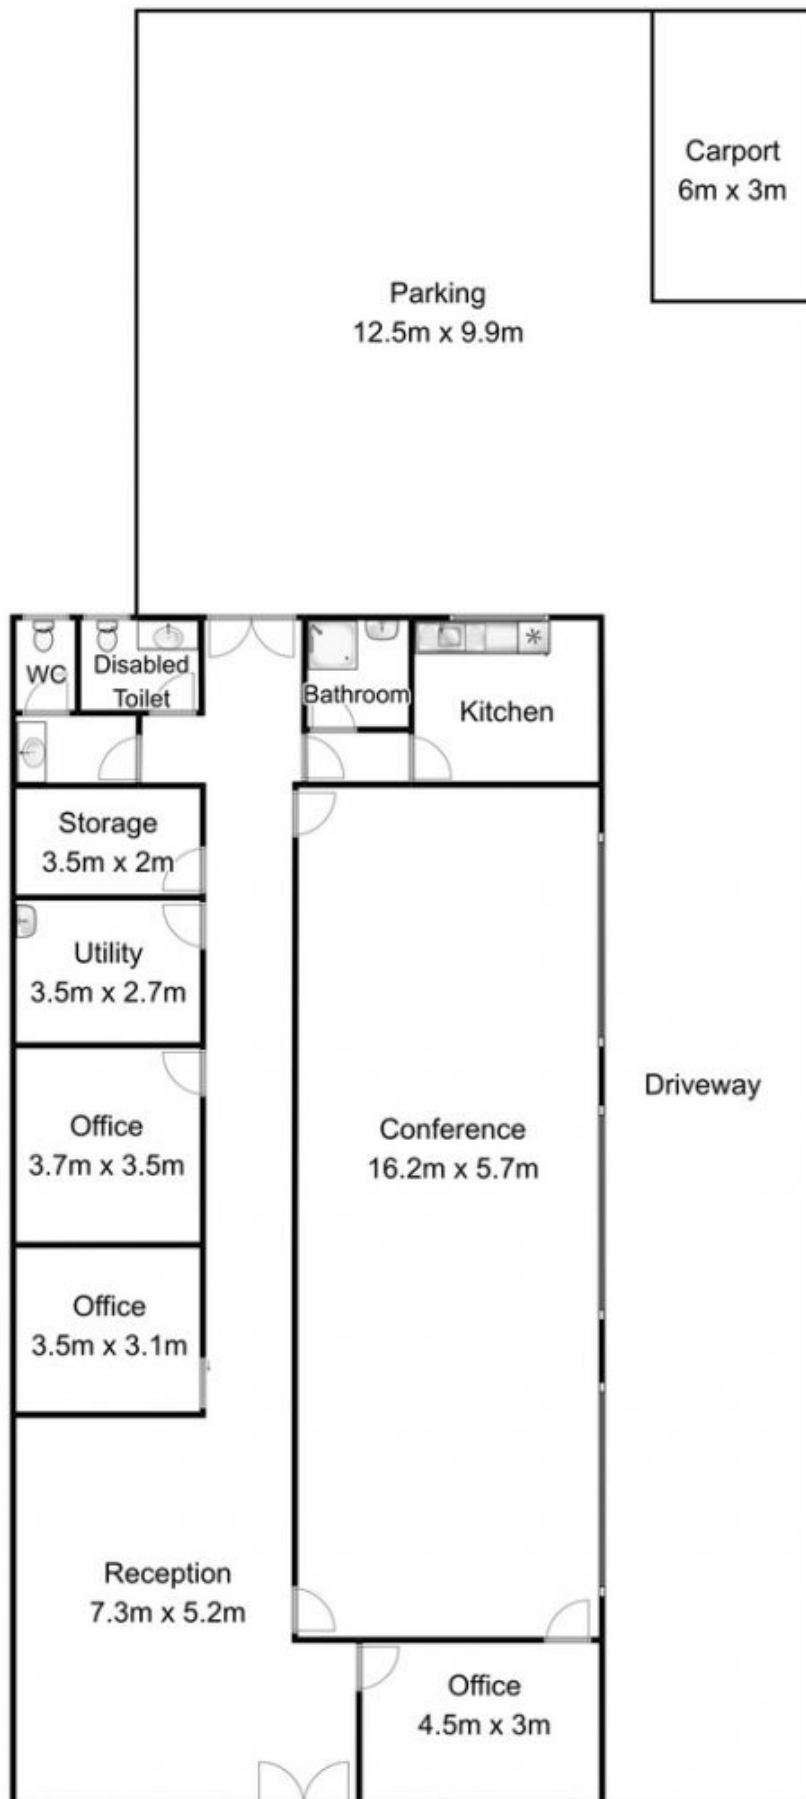 Carport
6m x 3m
Parking
12.5m x 9.9m
WC
Disabled
Toilet
Bathroom
Kitchen
Storage
3.5m x 2m
Utility
3.5m x 2.7m
Office
3.7m x 3.5m
Conference
16.2m x 5.7m
Driveway
Office
3.5m x 3.1m
Reception
7.3m x 5.2m
Office
4.5m x 3m